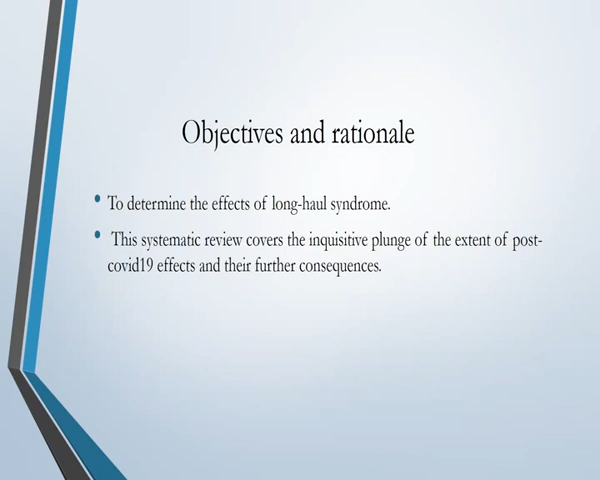 Objectives and rationale
• To determine the effects of long-haul syndrome.
• This systematic review covers the inquisitive plunge of the extent of post-
covid19 effects and their further consequences.